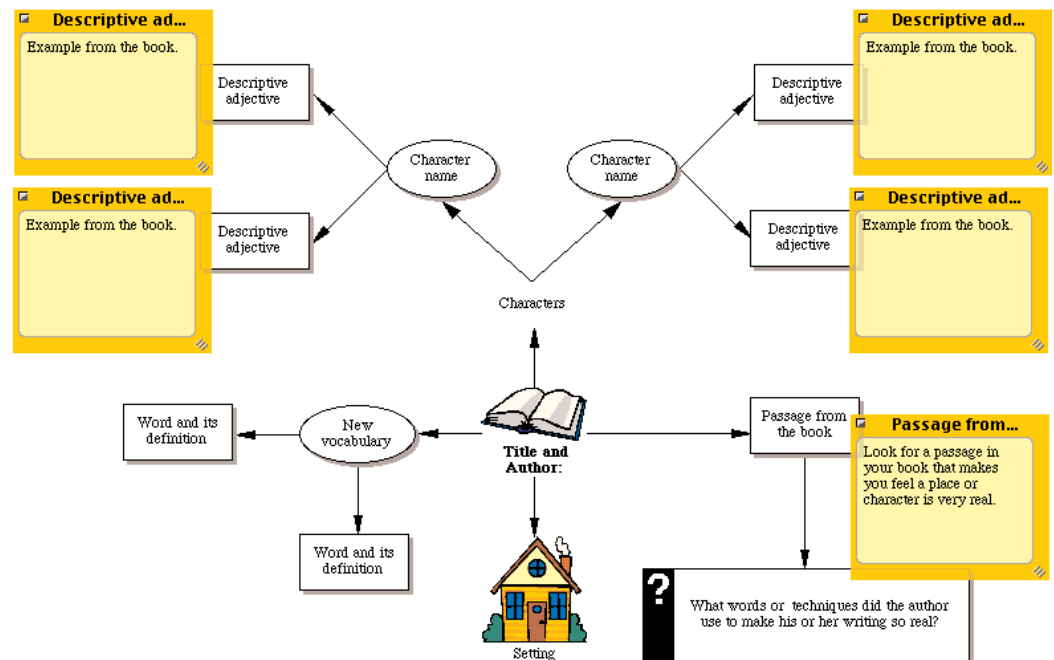 Descriptive ad...
Example from the book.
Descriptive
adjective
Descriptive ad...
Example from the book.
Descriptive
adjective
Character
name
Character
name
Descriptive ad...
Example from the book.
Descriptive
adjective
Descriptive ad...
Example from the book.
Descriptive
adjective
Characters
Word and its
definition
New
vocabulary
Title and
Author:
Passage from
the book
Passage from...
Look for a passage in
your book that makes
you feel a place or
character is very real.
Word and its
definition
Setting
?
What words or techniques did the author
use to make his or her writing so real?